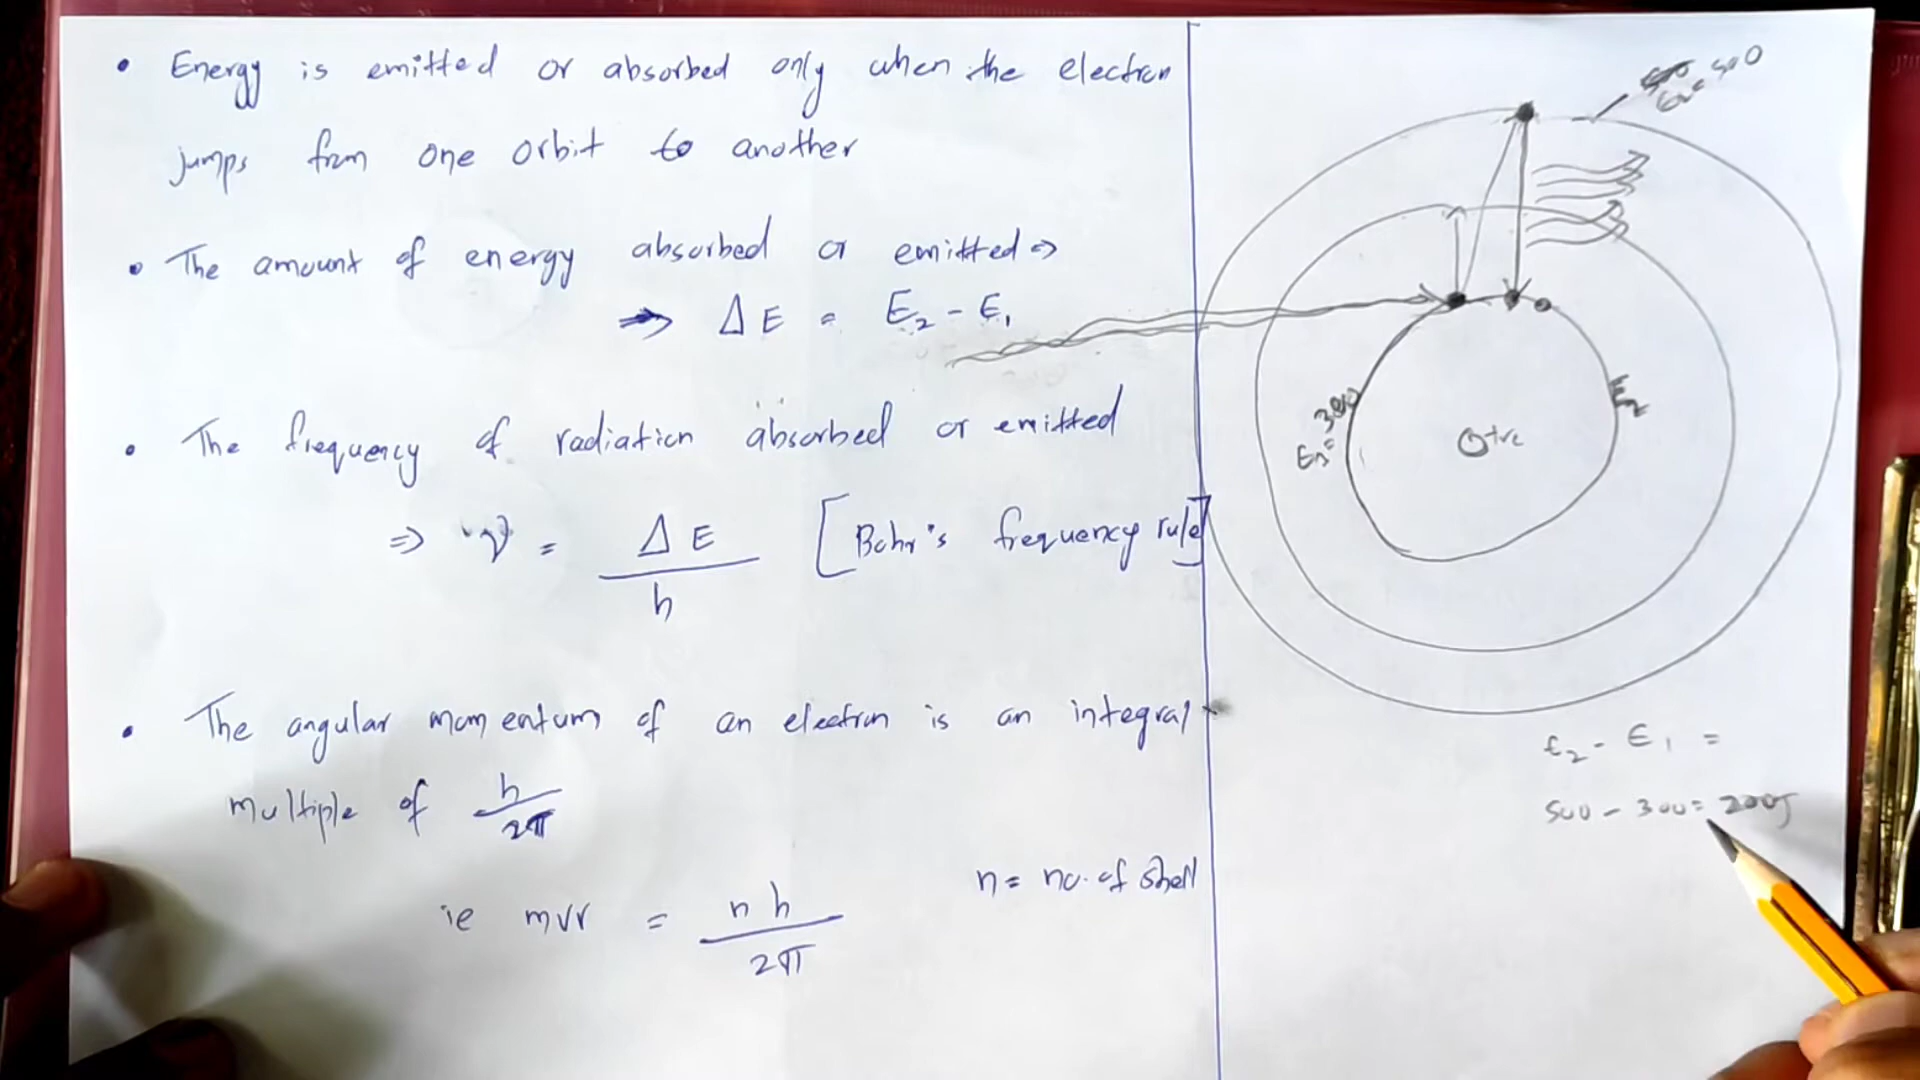 • Energy is emitted or absorbed only when the electron
jumps from one orbit to another
• The amount of energy absorbed or emitted ⇒
⇒ ΔE = E₂ - E₁
• The frequency of radiation absorbed or emitted
⇒ ν = ΔE / h [Bohr's frequency rule]
• The angular momentum of an electron is an integral
multiple of h / 2π
n = no. of shell
ie mvr = n h / 2π
500
300
+ve
E₂ - E₁ =
500 - 300 = 200J